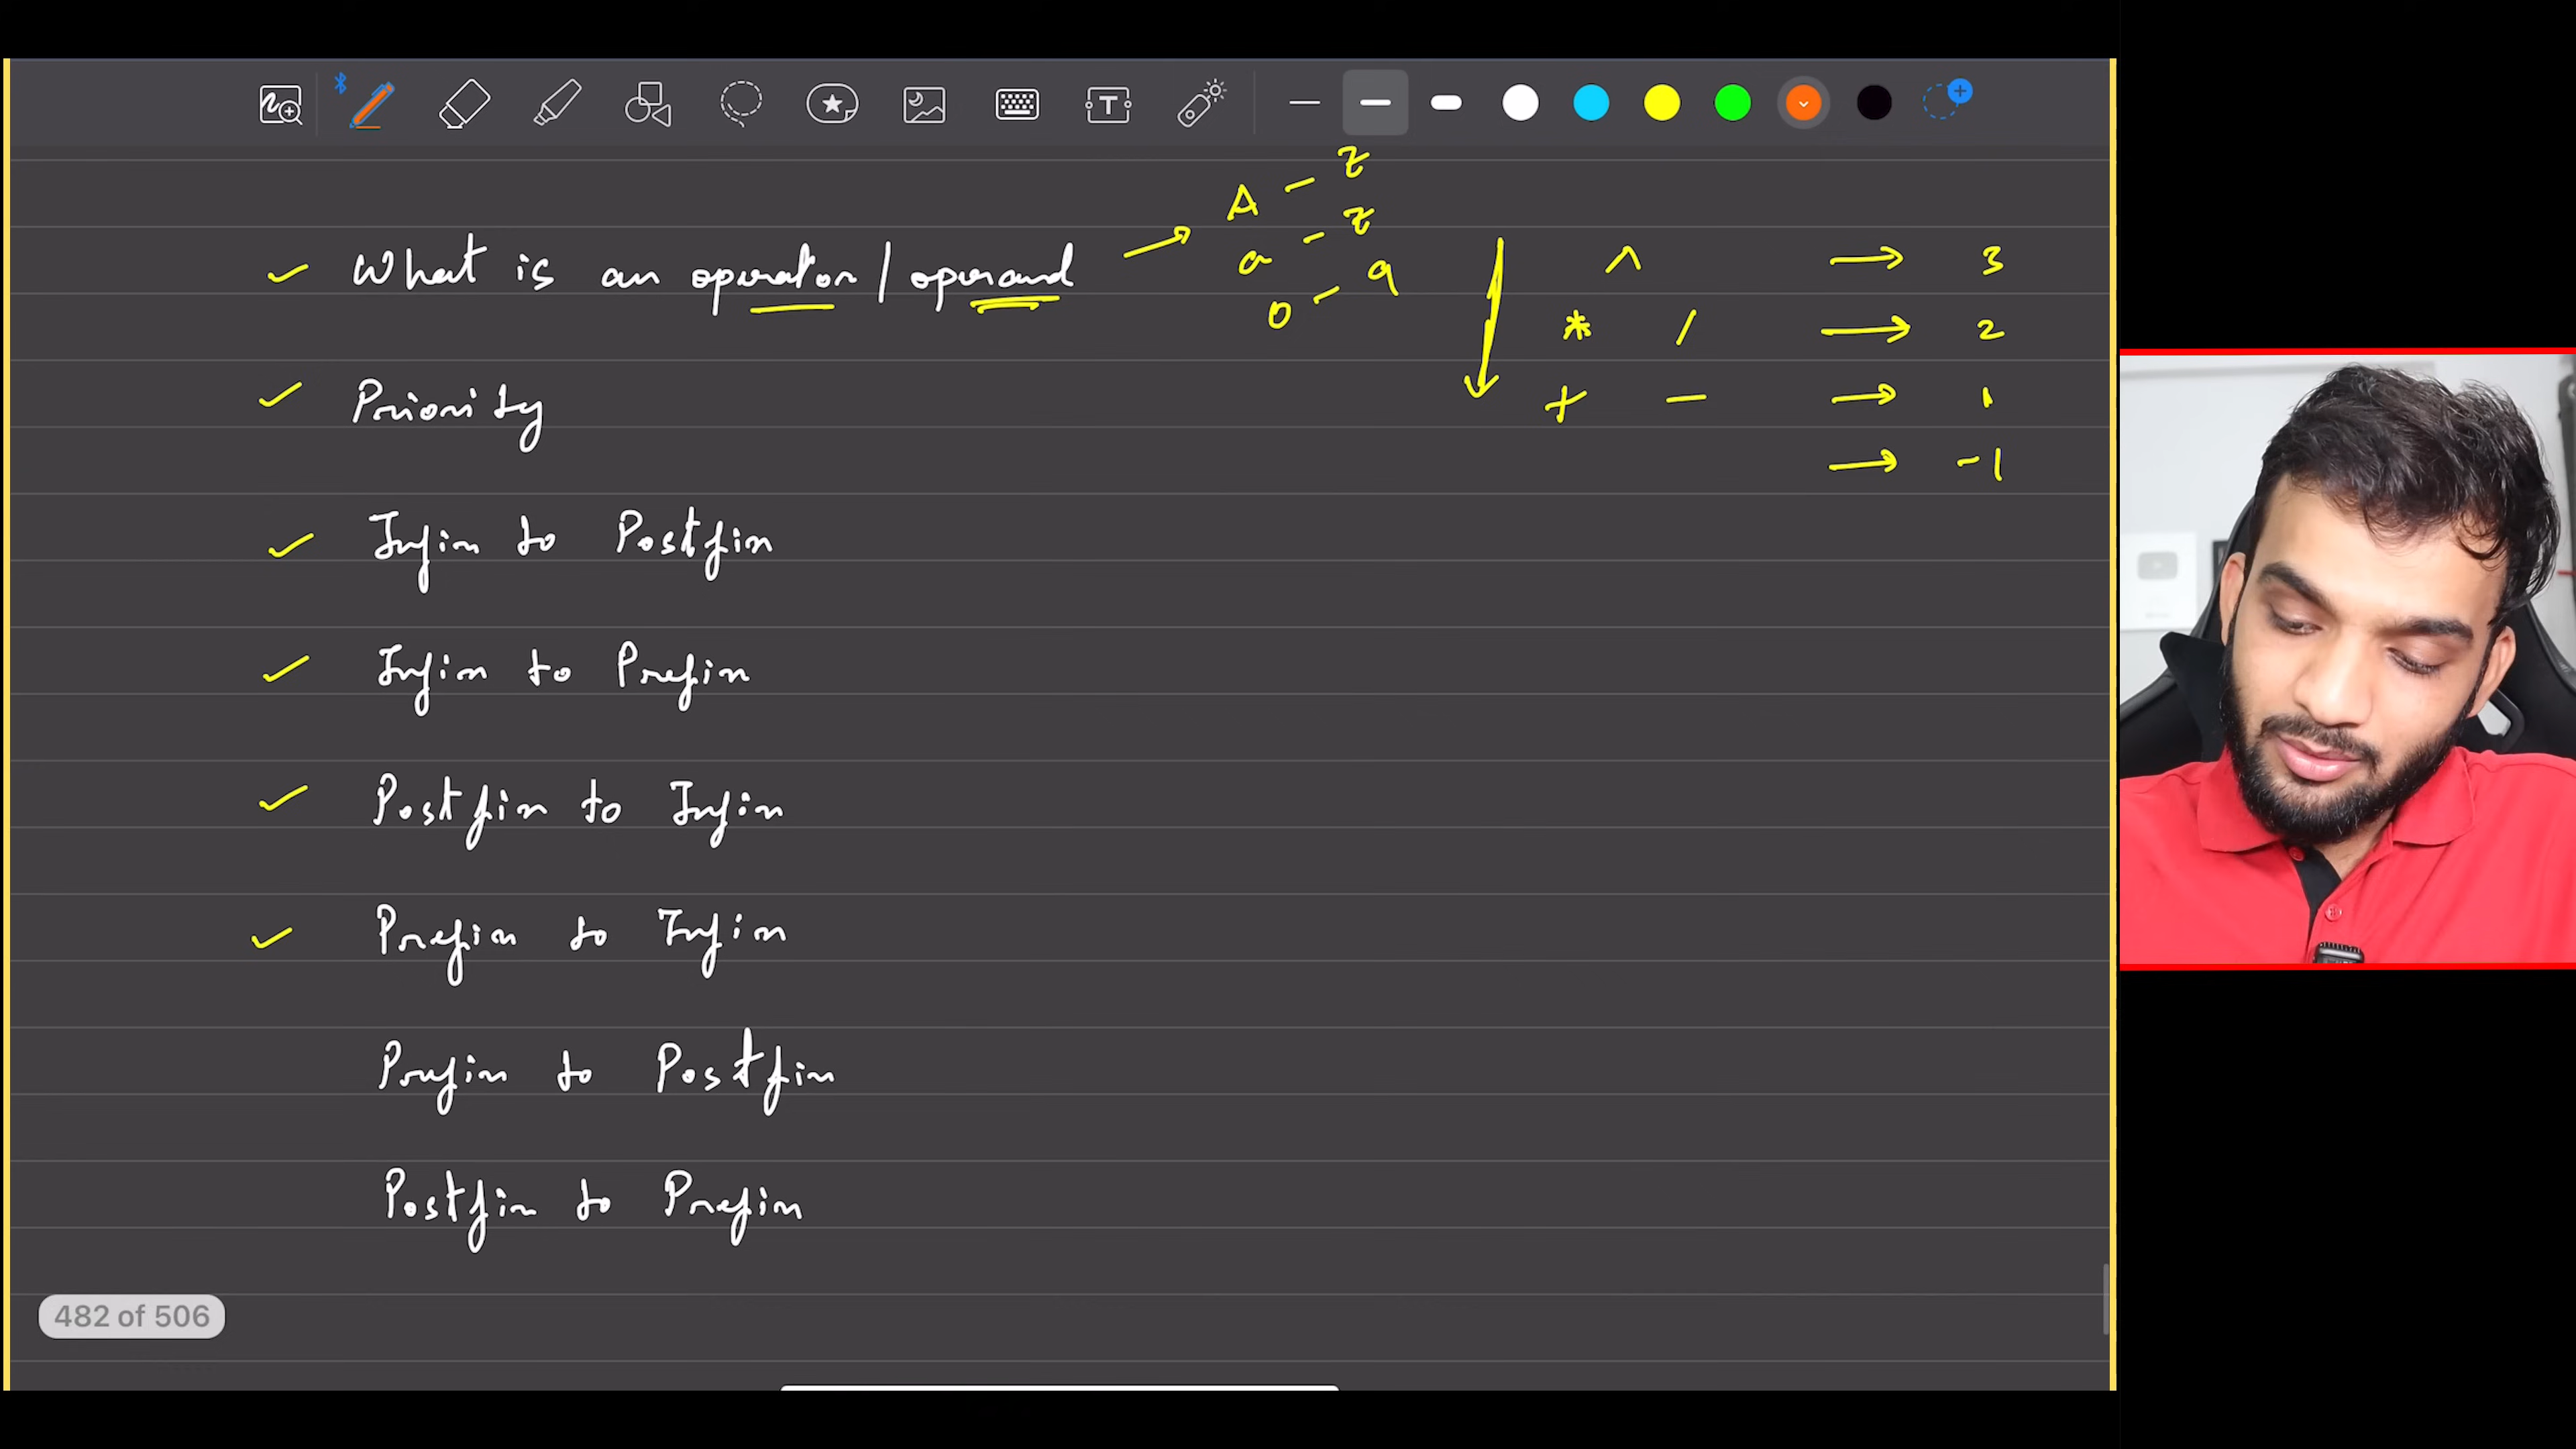 T
A - Z
a - z
0 - 9
✓ What is an operator / operand →
^ → 3
* / → 2
+ - → 1
→ -1
✓ Priority
✓ Infix to Postfix
✓ Infix to Prefix
✓ Postfix to Infix
✓ Prefix to Infix
Prefix to Postfix
Postfix to Prefix
482 of 506